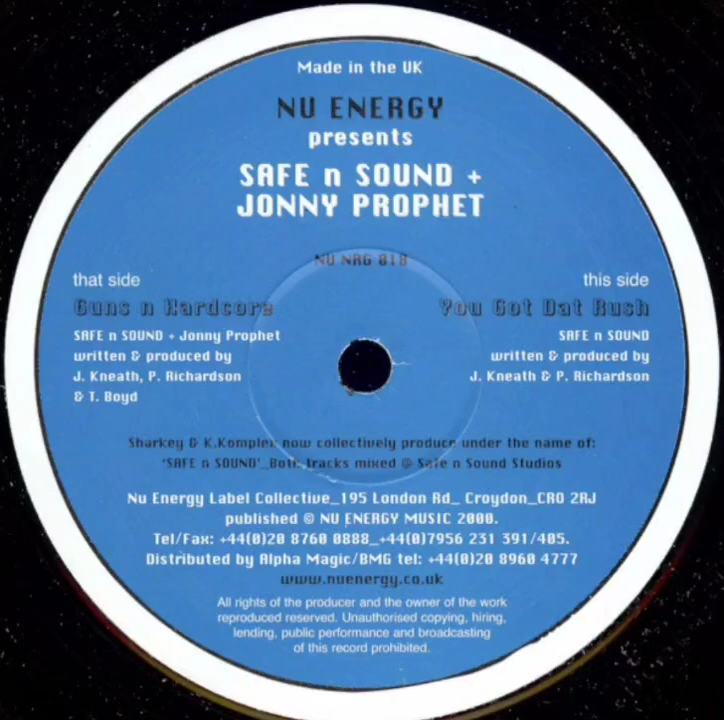 Made in the UK
NU ENERGY
presents
SAFE n SOUND +
JONNY PROPHET
NU NRG 018
that side
Guns n Hardcore
SAFE n SOUND + Jonny Prophet
written & produced by
J. Kneath, P. Richardson
& T. Boyd
this side
You Got Dat Rush
SAFE n SOUND
written & produced by
J. Kneath & P. Richardson
Sharkey & K.Komplex now collectively produce under the name of:
'SAFE n SOUND'_Both tracks mixed @ Safe n Sound Studios
Nu Energy Label Collective_195 London Rd_ Croydon_CR0 2RJ
published © NU ENERGY MUSIC 2000.
Tel/Fax: +44(0)20 8760 0888_+44(0)7956 231 391/405.
Distributed by Alpha Magic/BMG tel: +44(0)20 8960 4777
www.nuenergy.co.uk
All rights of the producer and the owner of the work
reproduced reserved. Unauthorised copying, hiring,
lending, public performance and broadcasting
of this record prohibited.